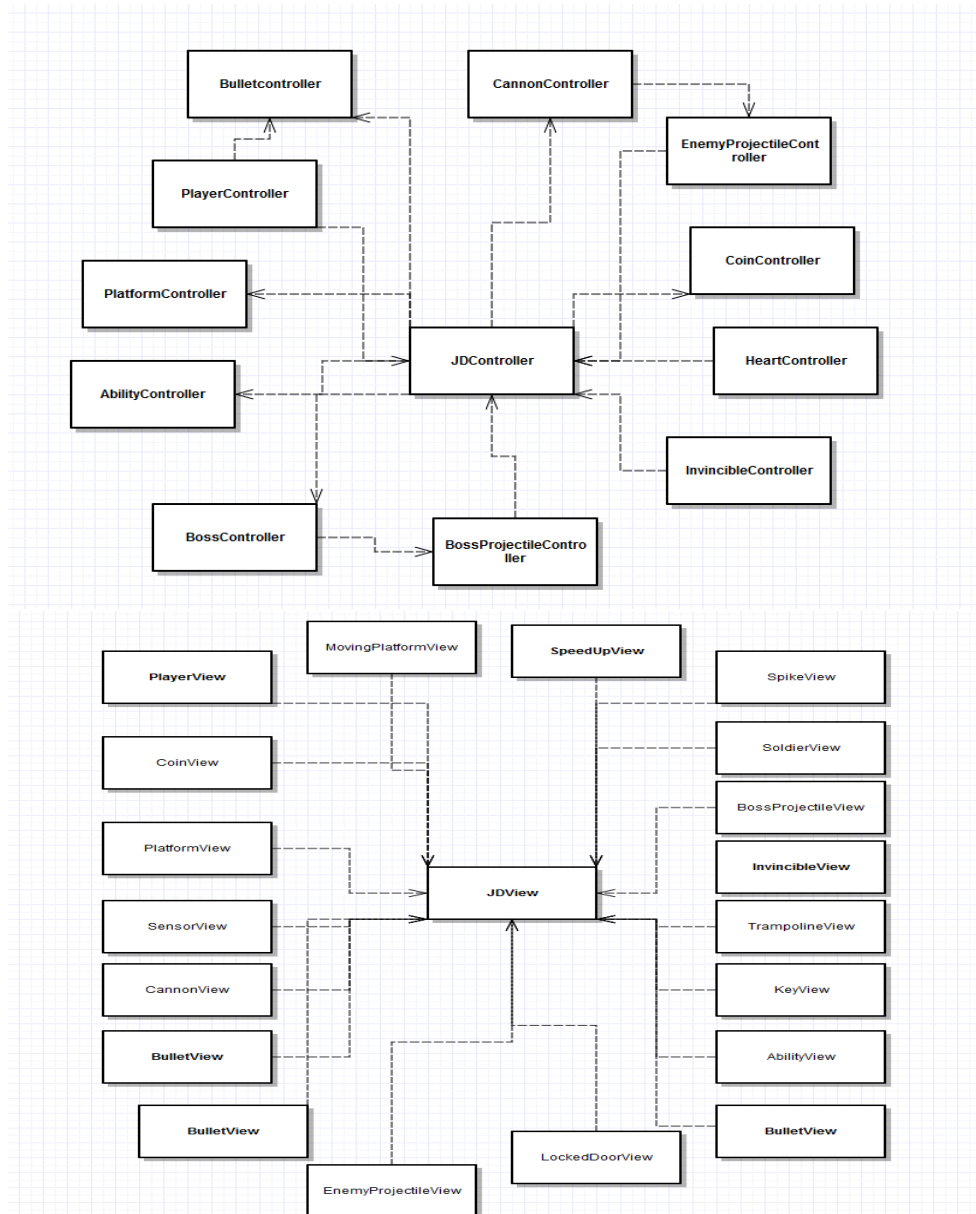 Bulletcontroller
CannonController
EnemyProjectileCont
roller
PlayerController
CoinController
PlatformController
JDController
HeartController
AbilityController
InvincibleController
BossController
BossProjectileContro
ller
MovingPlatformView
SpeedUpView
PlayerView
SpikeView
CoinView
SoldierView
BossProjectileView
PlatformView
InvincibleView
JDView
SensorView
TrampolineView
CannonView
KeyView
BulletView
AbilityView
BulletView
BulletView
LockedDoorView
EnemyProjectileView